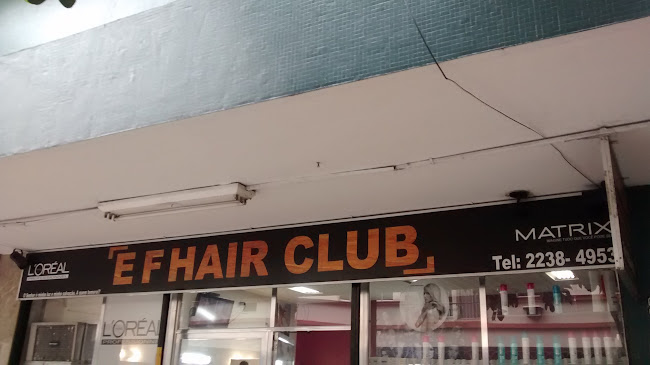 L'ORÉAL
E F HAIR CLUB
MATRIX
Tel: 2238-4953
L'ORÉAL